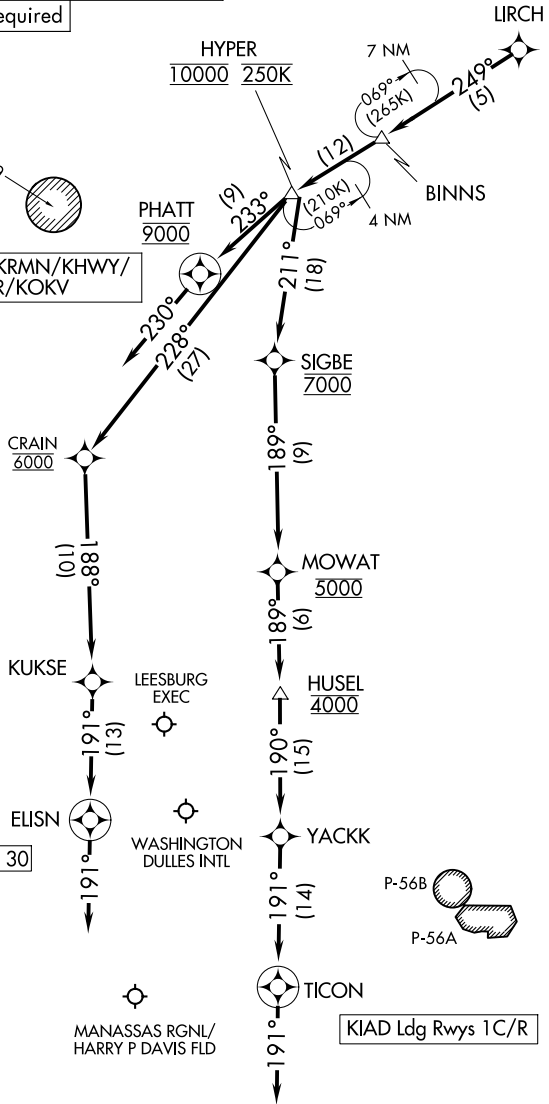 equired
LIRCH
HYPER
10000 250K
7 NM
069°
(265K)
249°
(5)
BINNS
(12)
(9)
233°
(210K)
069°
4 NM
PHATT
9000
KRMN/KHWY/
R/KOKV
230°
228°
(27)
211°
(18)
SIGBE
7000
CRAIN
6000
189°
(9)
188°
(10)
MOWAT
5000
189°
(6)
KUKSE
LEESBURG
EXEC
HUSEL
4000
191°
(13)
190°
(15)
ELISN
WASHINGTON
DULLES INTL
YACKK
30
191°
191°
(14)
P-56B
P-56A
TICON
MANASSAS RGNL/
HARRY P DAVIS FLD
KIAD Ldg Rwys 1C/R
191°